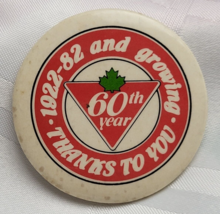 • 1922-82 and growing •
THANKS TO YOU
60th
year